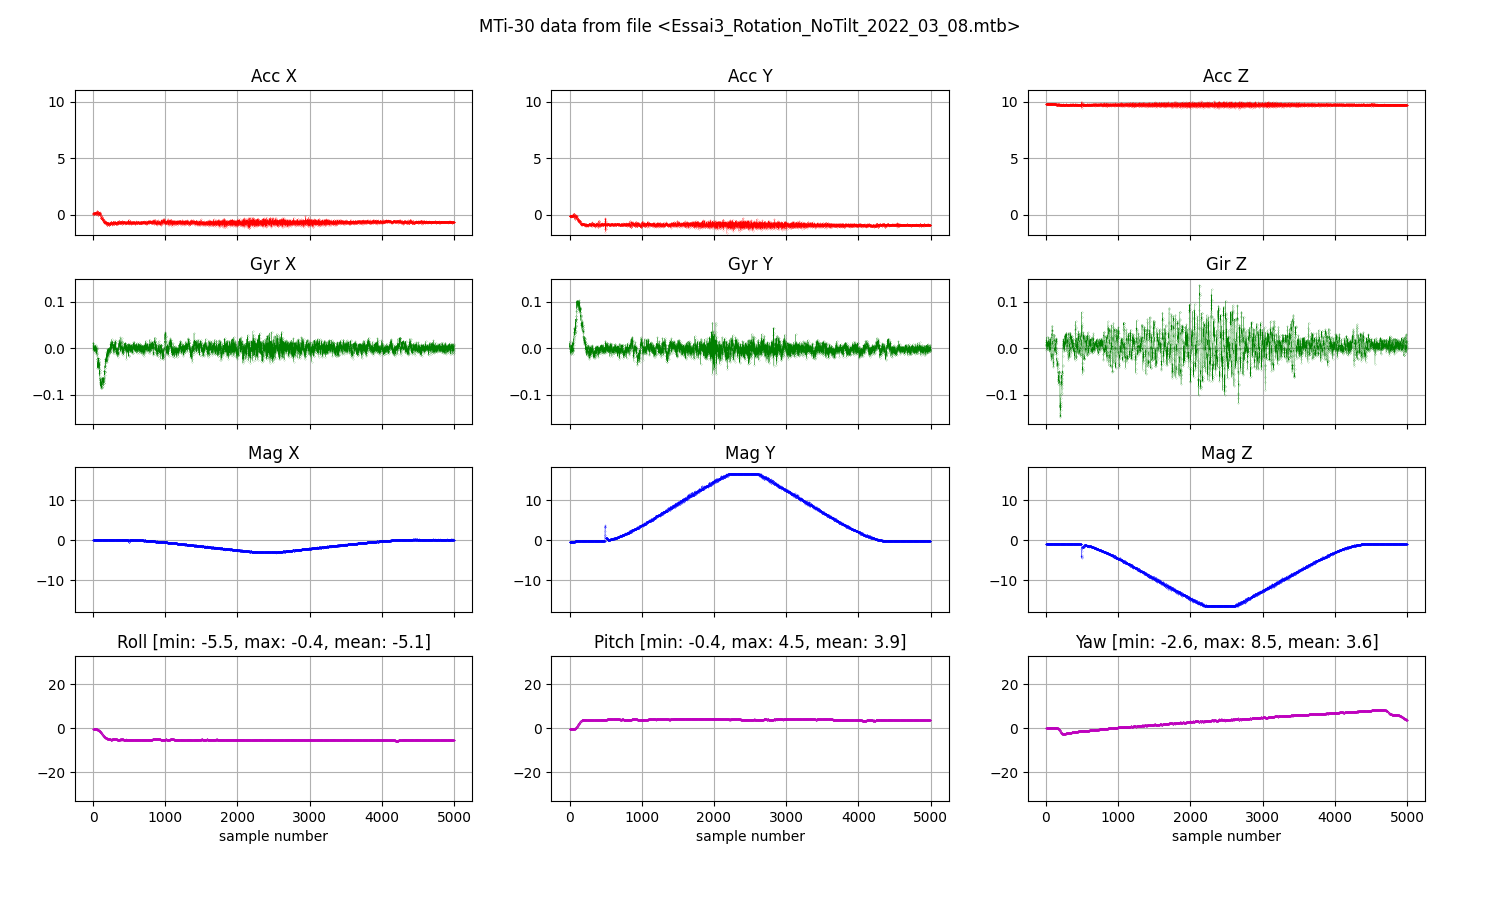 MTi-30 data from file <Essai3_Rotation_NoTilt_2022_03_08.mtb>
Acc X
Acc Y
Acc Z
10
5
0
10
5
0
10
5
0
Gyr X
Gyr Y
Gir Z
0.1
0.0
−0.1
0.1
0.0
−0.1
0.1
0.0
−0.1
Mag X
Mag Y
Mag Z
10
0
−10
10
0
−10
10
0
−10
Roll [min: -5.5, max: -0.4, mean: -5.1]
Pitch [min: -0.4, max: 4.5, mean: 3.9]
Yaw [min: -2.6, max: 8.5, mean: 3.6]
20
0
−20
20
0
−20
20
0
−20
0 1000 2000 3000 4000 5000
0 1000 2000 3000 4000 5000
0 1000 2000 3000 4000 5000
sample number
sample number
sample number